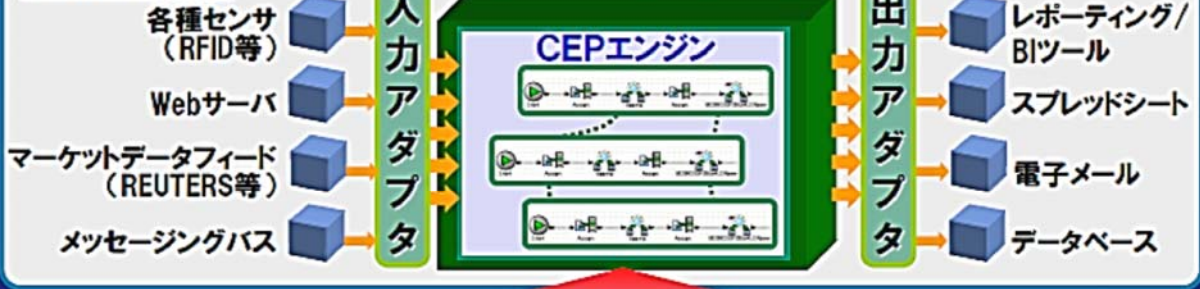 各種センサ
（RFID等）
Webサーバ
マーケットデータフィード
（REUTERS等）
メッセージングバス
入力アダプタ
CEPエンジン
出力アダプタ
レポーティング/
BIツール
スプレッドシート
電子メール
データベース